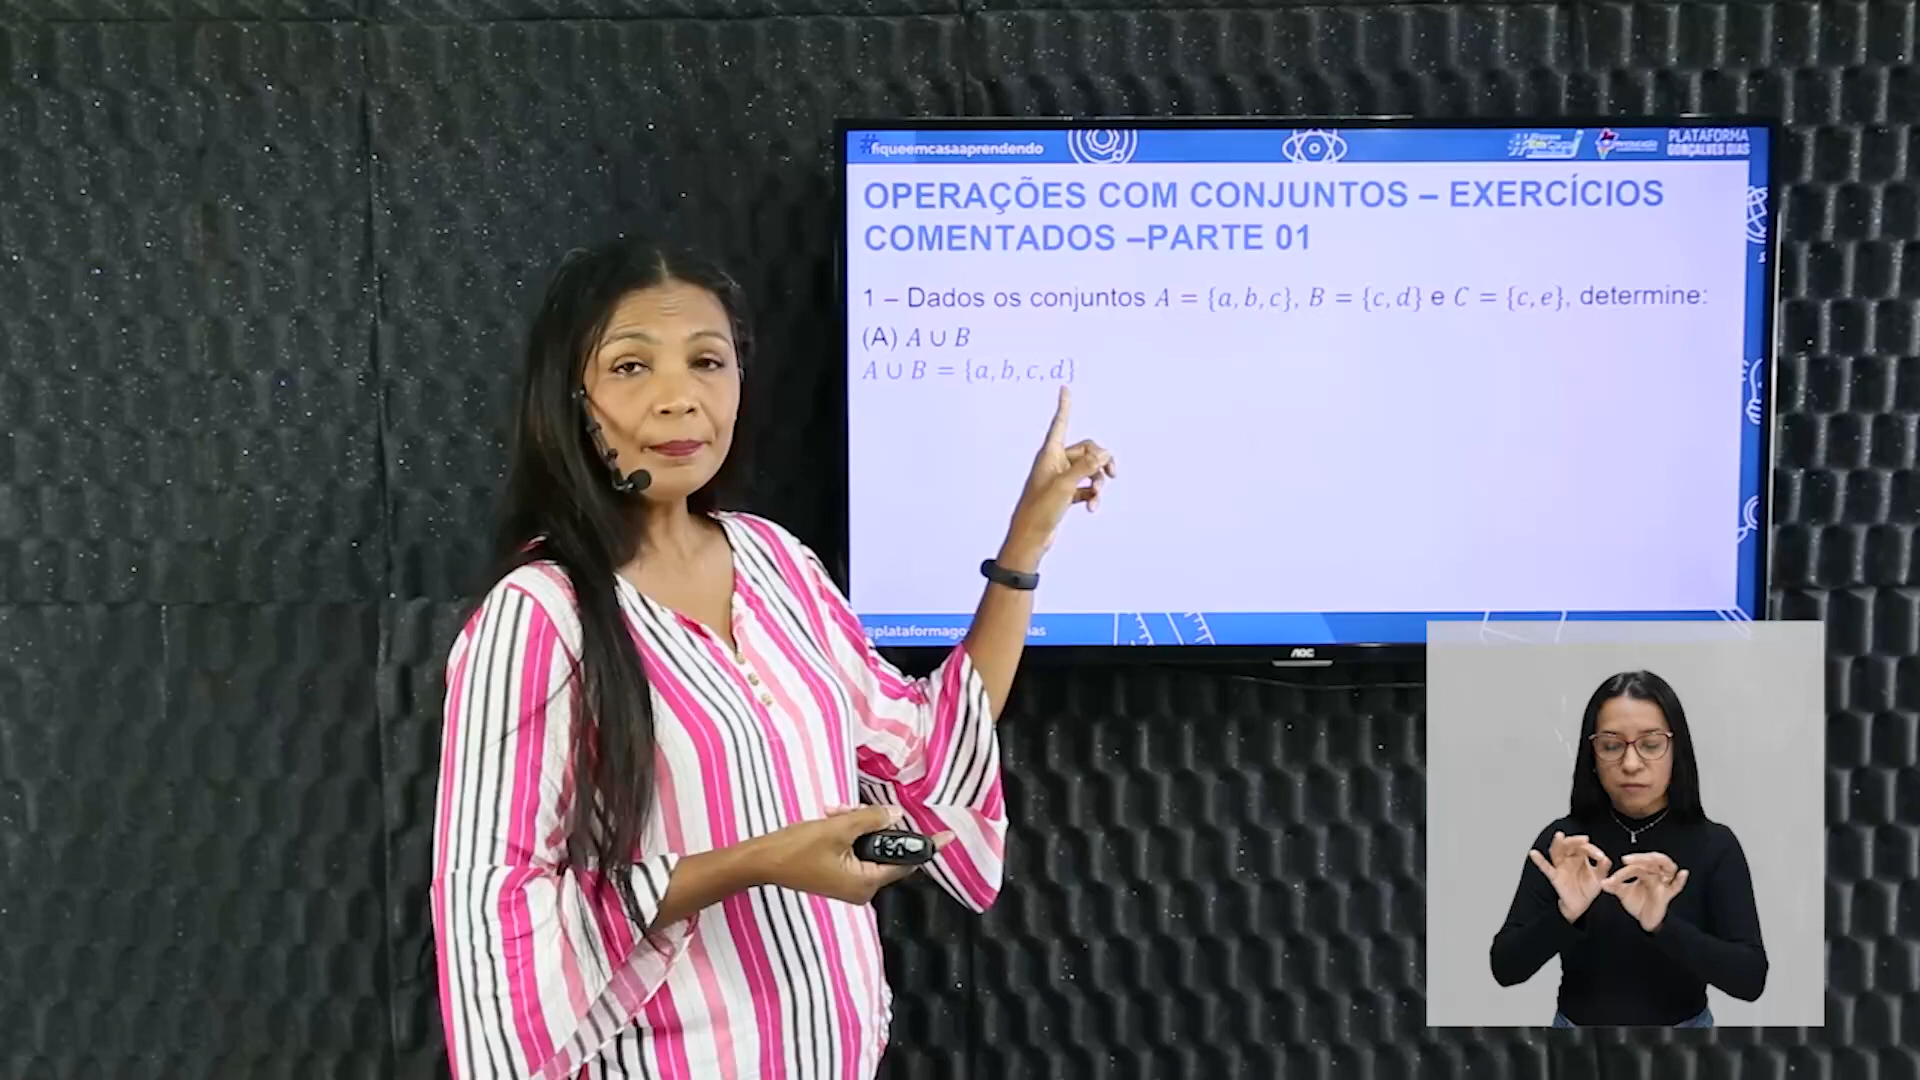 #fiqueemcasaaprendendo
PLATAFORMA
GONÇALVES DIAS
OPERAÇÕES COM CONJUNTOS – EXERCÍCIOS
COMENTADOS –PARTE 01
1 – Dados os conjuntos A = {a, b, c}, B = {c, d} e C = {c, e}, determine:
(A) A ∪ B
A ∪ B = {a, b, c, d}
AOC